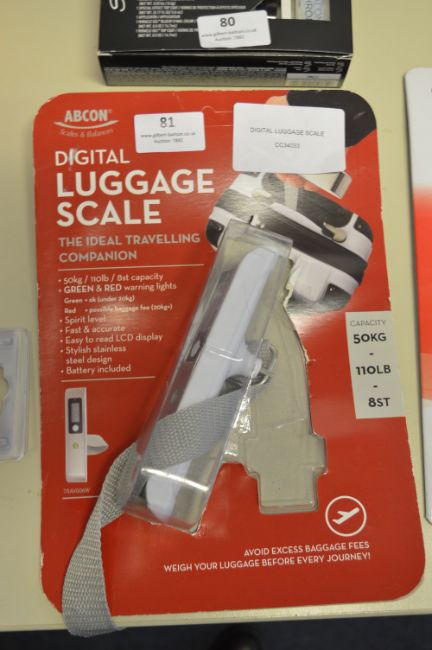 80
www.gilbert-baitson.co.uk
Auction: 7882
ABCON
Scales & Balances
81
www.gilbert-baitson.co.uk
Auction: 7882
DIGITAL LUGGAGE SCALE
CC34033
DIGITAL
LUGGAGE
SCALE
THE IDEAL TRAVELLING
COMPANION
• 50kg / 110lb / 8st capacity
• GREEN & RED warning lights
Green = ok (under 20kg)
Red = possible baggage fee (20kg+)
• Spirit level
• Fast & accurate
• Easy to read LCD display
• Stylish stainless
steel design
• Battery included
CAPACITY
50KG
-
110LB
-
8ST
AVOID EXCESS BAGGAGE FEES
WEIGH YOUR LUGGAGE BEFORE EVERY JOURNEY!